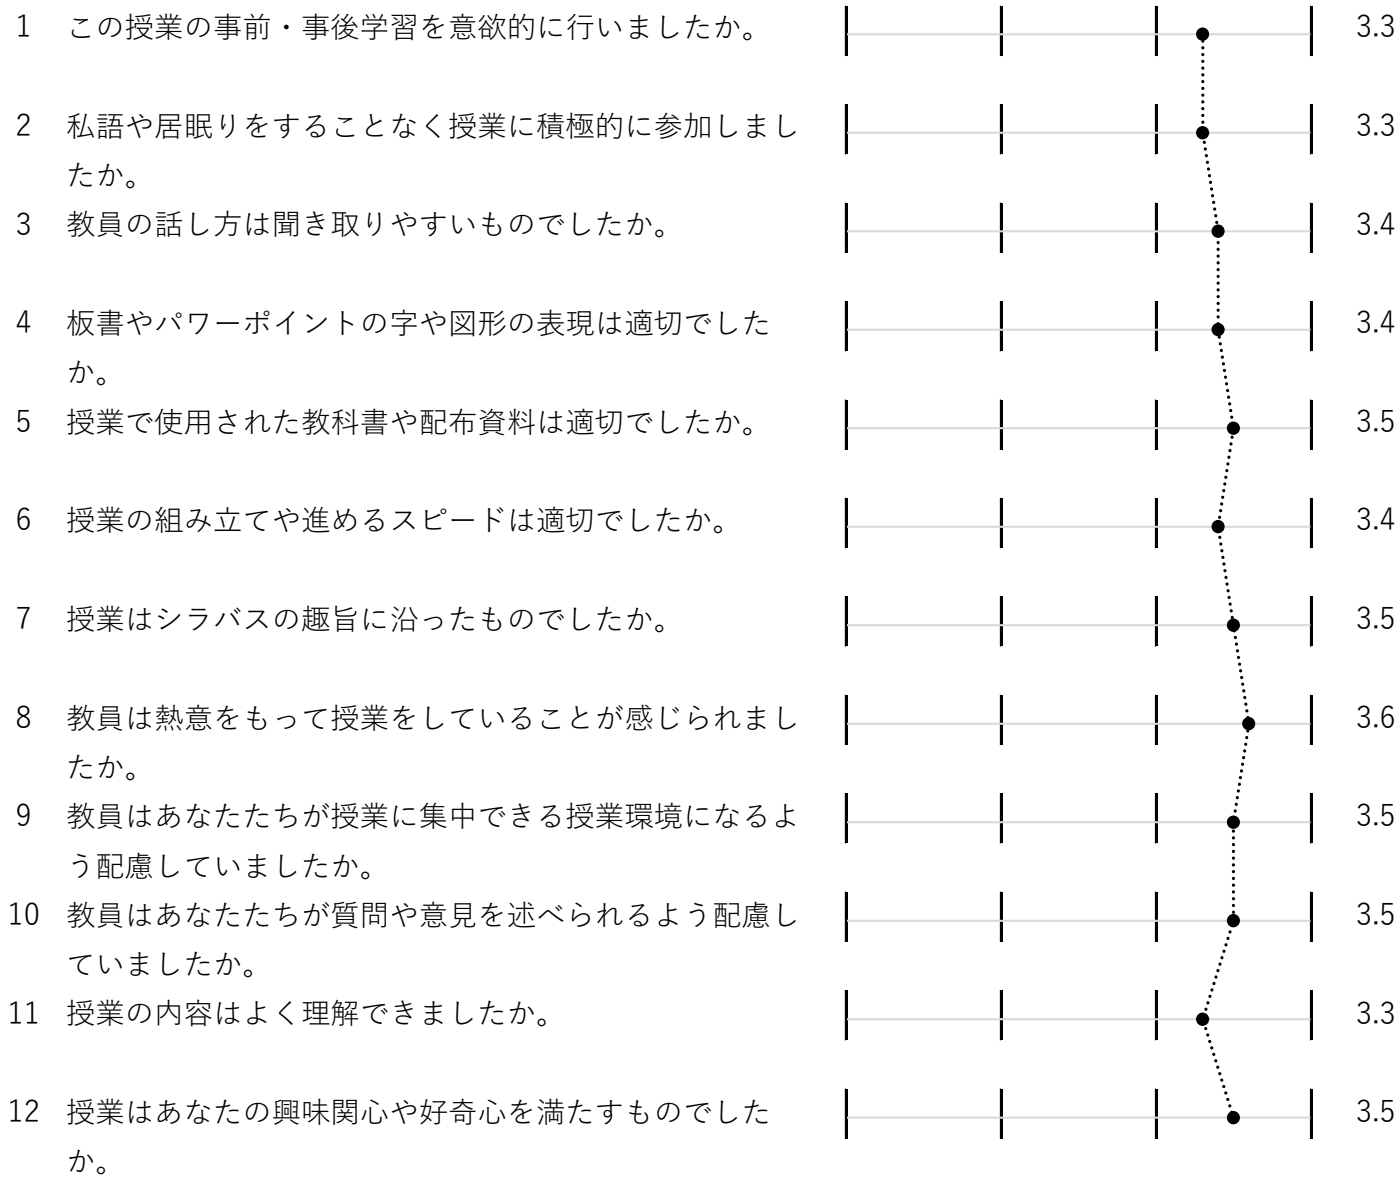 1 この授業の事前・事後学習を意欲的に行いましたか。 3.3
2 私語や居眠りをすることなく授業に積極的に参加しまし 3.3
たか。
3 教員の話し方は聞き取りやすいものでしたか。 3.4
4 板書やパワーポイントの字や図形の表現は適切でした 3.4
か。
5 授業で使用された教科書や配布資料は適切でしたか。 3.5
6 授業の組み立てや進めるスピードは適切でしたか。 3.4
7 授業はシラバスの趣旨に沿ったものでしたか。 3.5
8 教員は熱意をもって授業をしていることが感じられまし 3.6
たか。
9 教員はあなたたちが授業に集中できる授業環境になるよ 3.5
う配慮していましたか。
10 教員はあなたたちが質問や意見を述べられるよう配慮し 3.5
ていましたか。
11 授業の内容はよく理解できましたか。 3.3
12 授業はあなたの興味関心や好奇心を満たすものでした 3.5
か。